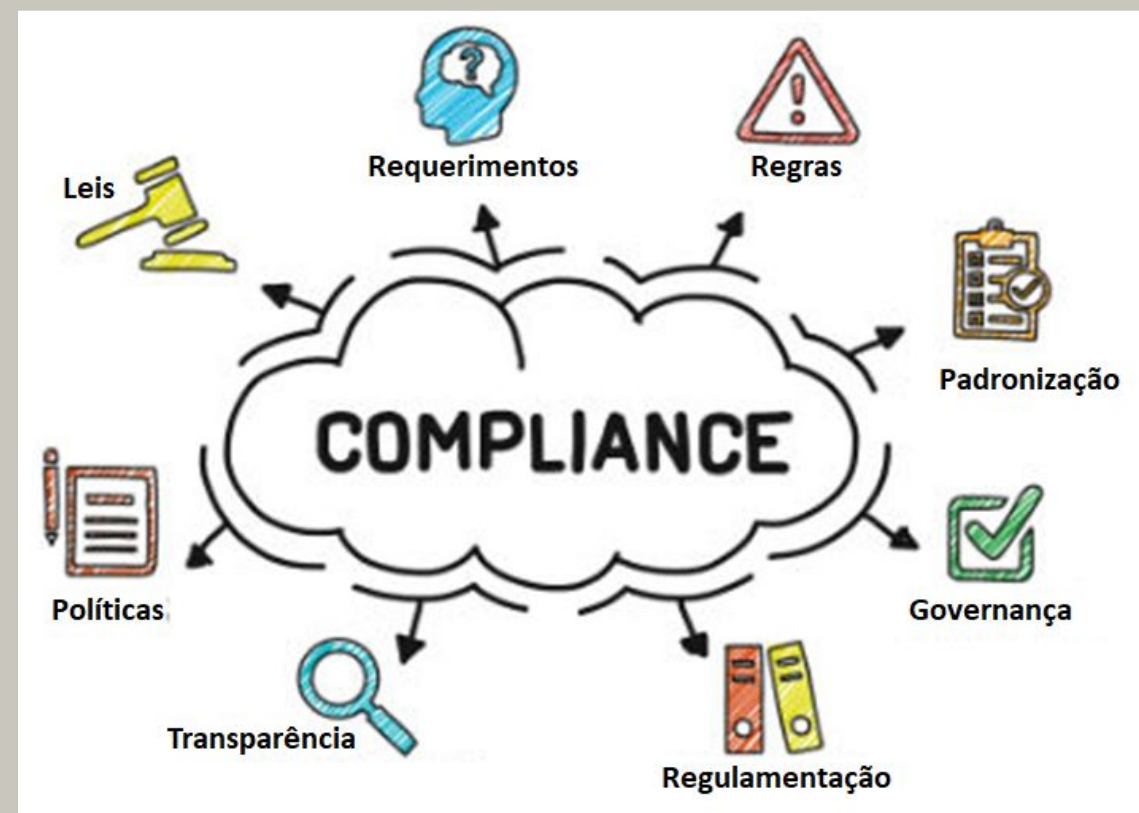 Requerimentos
Regras
Leis
Padronização
COMPLIANCE
Políticas
Governança
Transparência
Regulamentação